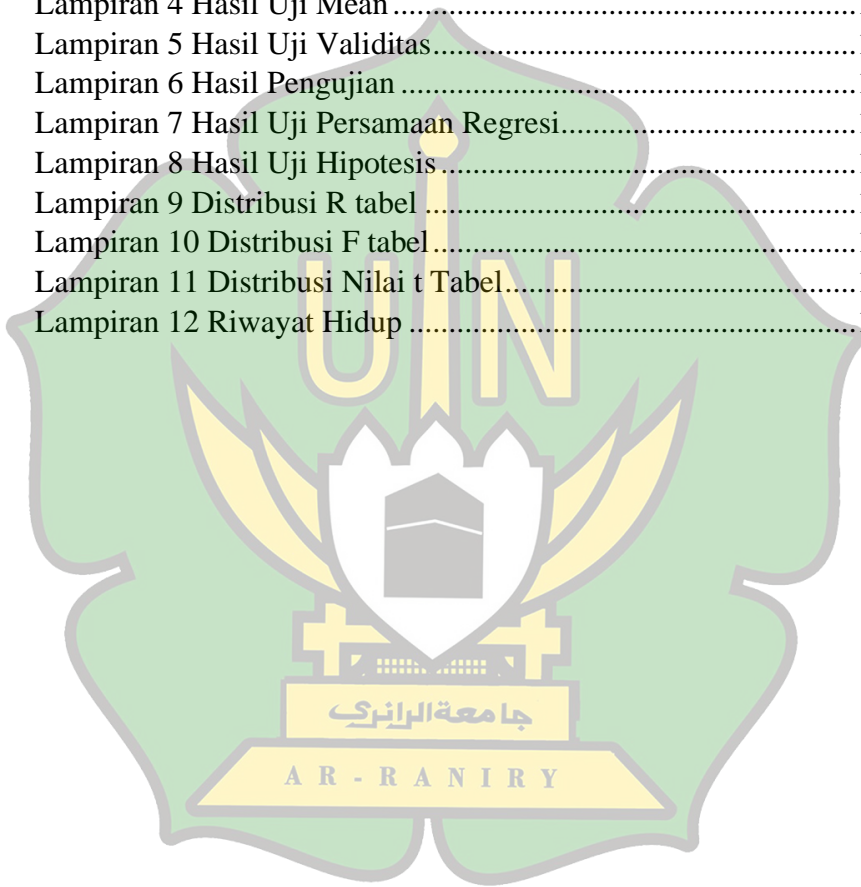 Lampiran 4 Hasil Uji Mean
Lampiran 5 Hasil Uji Validitas
Lampiran 6 Hasil Pengujian
Lampiran 7 Hasil Uji Persamaan Regresi
Lampiran 8 Hasil Uji Hipotesis
Lampiran 9 Distribusi R tabel
Lampiran 10 Distribusi F tabel
Lampiran 11 Distribusi Nilai t Tabel
Lampiran 12 Riwayat Hidup
UIN
جامعةالرانري
AR-RANIRY